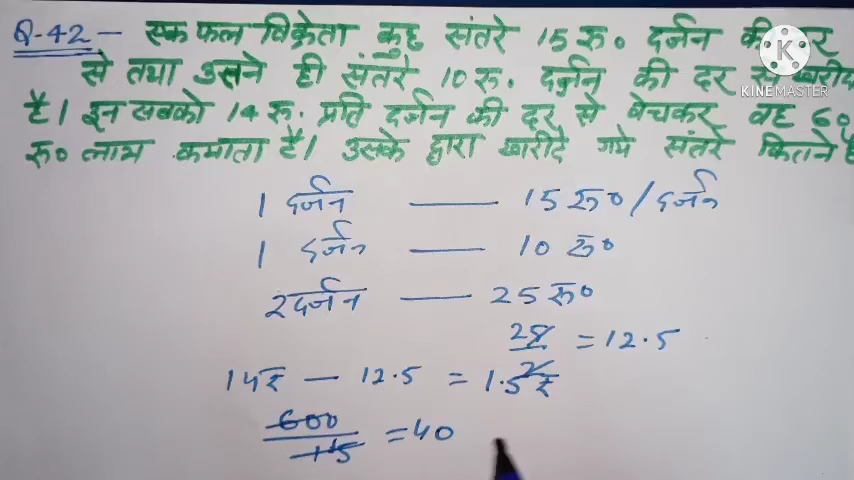 Q-42 - एक फल विक्रेता कुछ संतरे 15 रु० दर्जन की
KINEMASTER
से तथा उतने ही संतरे 10 रु. दर्जन की दर
है। इन सबको 14 रु. प्रति दर्जन की दर से बेचकर वह 60
रु० लाभ कमाता है। उसके द्वारा खरीदे गये संतरे कितने
1 दर्जन — 15 रु० / दर्जन
1 दर्जन — 10 रु०
2 दर्जन — 25 रु०
25/2 = 12.5
14 ₹ — 12.5 = 1.5 ₹
600/15 = 40